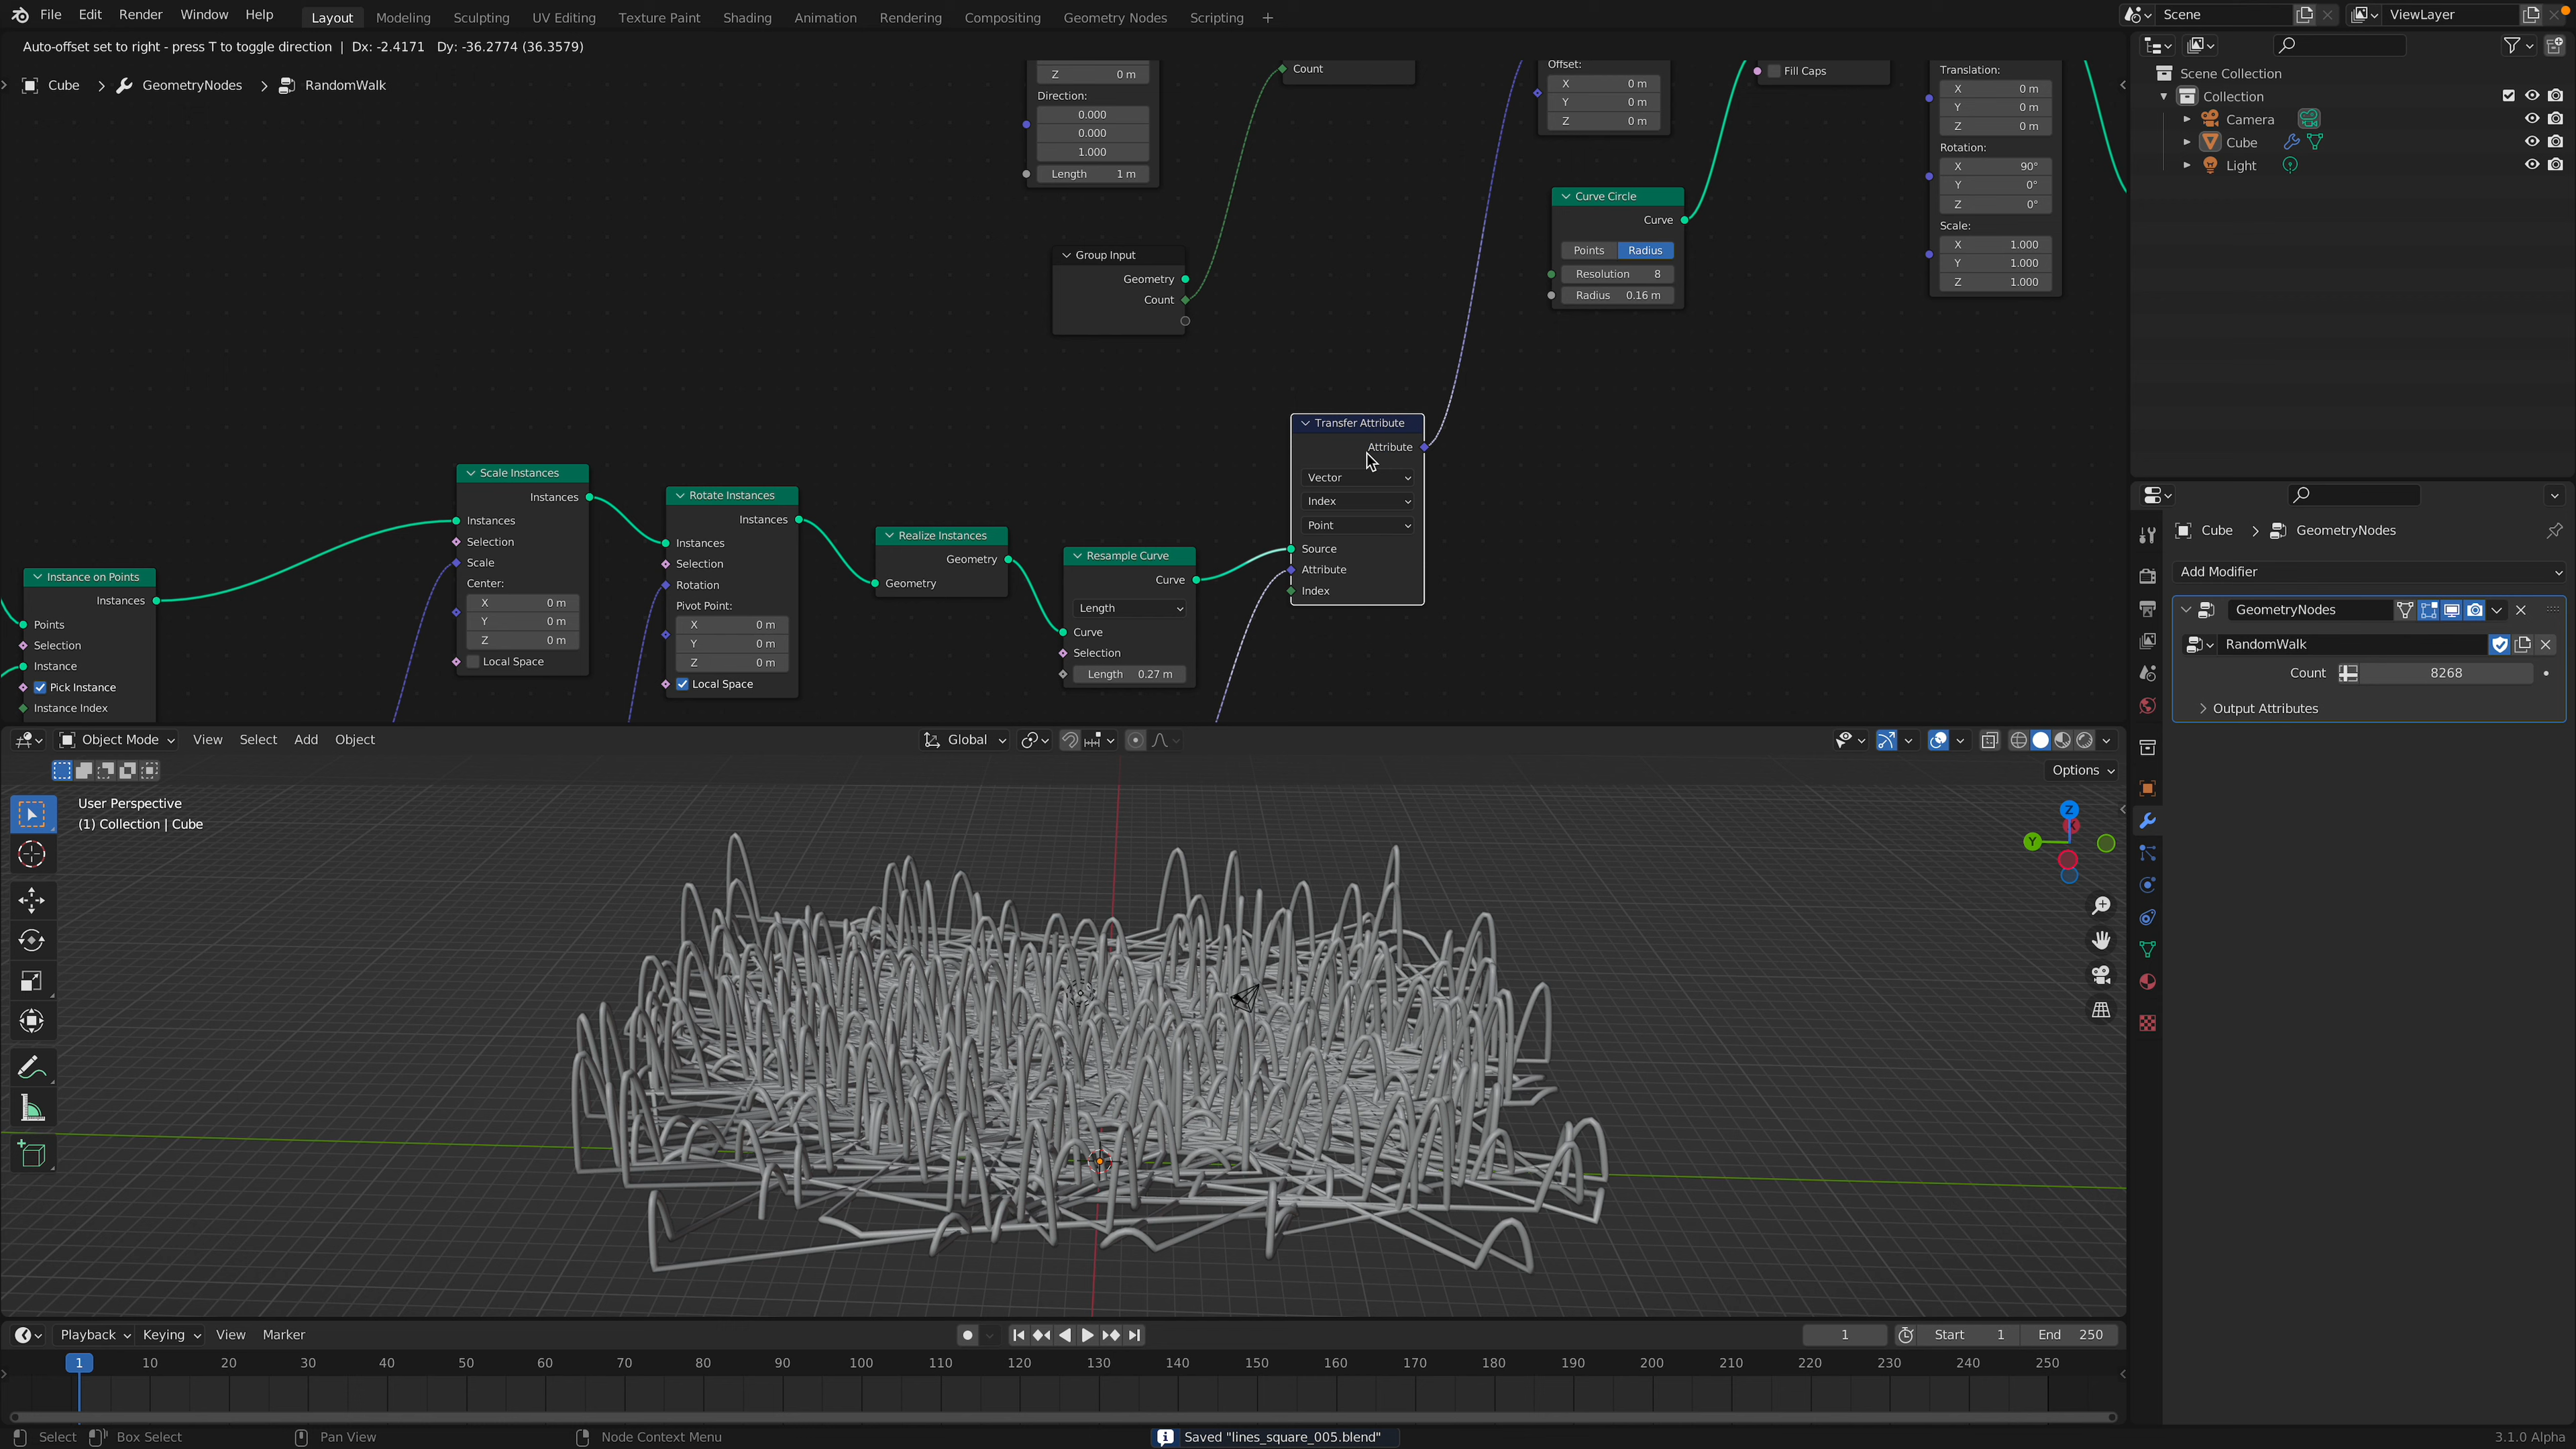 File Edit Render Window Help Layout Modeling Sculpting UV Editing Texture Paint Shading Animation Rendering Compositing Geometry Nodes Scripting + Scene ViewLayer
Auto-offset set to right - press T to toggle direction | Dx: -2.4171 Dy: -36.2774 (36.3579)
Cube > GeometryNodes > RandomWalk
Z 0 m
Direction:
0.000
0.000
1.000
Length 1 m
Count
Offset:
X 0 m
Y 0 m
Z 0 m
Fill Caps
Translation:
X 0 m
Y 0 m
Z 0 m
Rotation:
X 90°
Y 0°
Z 0°
Scale:
X 1.000
Y 1.000
Z 1.000
Group Input
Geometry
Count
Curve Circle
Curve
Points Radius
Resolution 8
Radius 0.16 m
Transfer Attribute
Attribute
Vector
Index
Point
Source
Attribute
Index
Instance on Points
Instances
Points
Selection
Instance
Pick Instance
Instance Index
Scale Instances
Instances
Instances
Selection
Scale
Center:
X 0 m
Y 0 m
Z 0 m
Local Space
Rotate Instances
Instances
Instances
Selection
Rotation
Pivot Point:
X 0 m
Y 0 m
Z 0 m
Local Space
Realize Instances
Geometry
Geometry
Resample Curve
Curve
Length
Curve
Selection
Length 0.27 m
Scene Collection
Collection
Camera
Cube
Light
Cube > GeometryNodes
Add Modifier
GeometryNodes
RandomWalk
Count 8268
Output Attributes
Object Mode View Select Add Object Global
Options
User Perspective
(1) Collection | Cube
Z
Y
Playback Keying View Marker 1 Start 1 End 250
1 10 20 30 40 50 60 70 80 90 100 110 120 130 140 150 160 170 180 190 200 210 220 230 240 250
Select Box Select Pan View Node Context Menu Saved "lines_square_005.blend" 3.1.0 Alpha